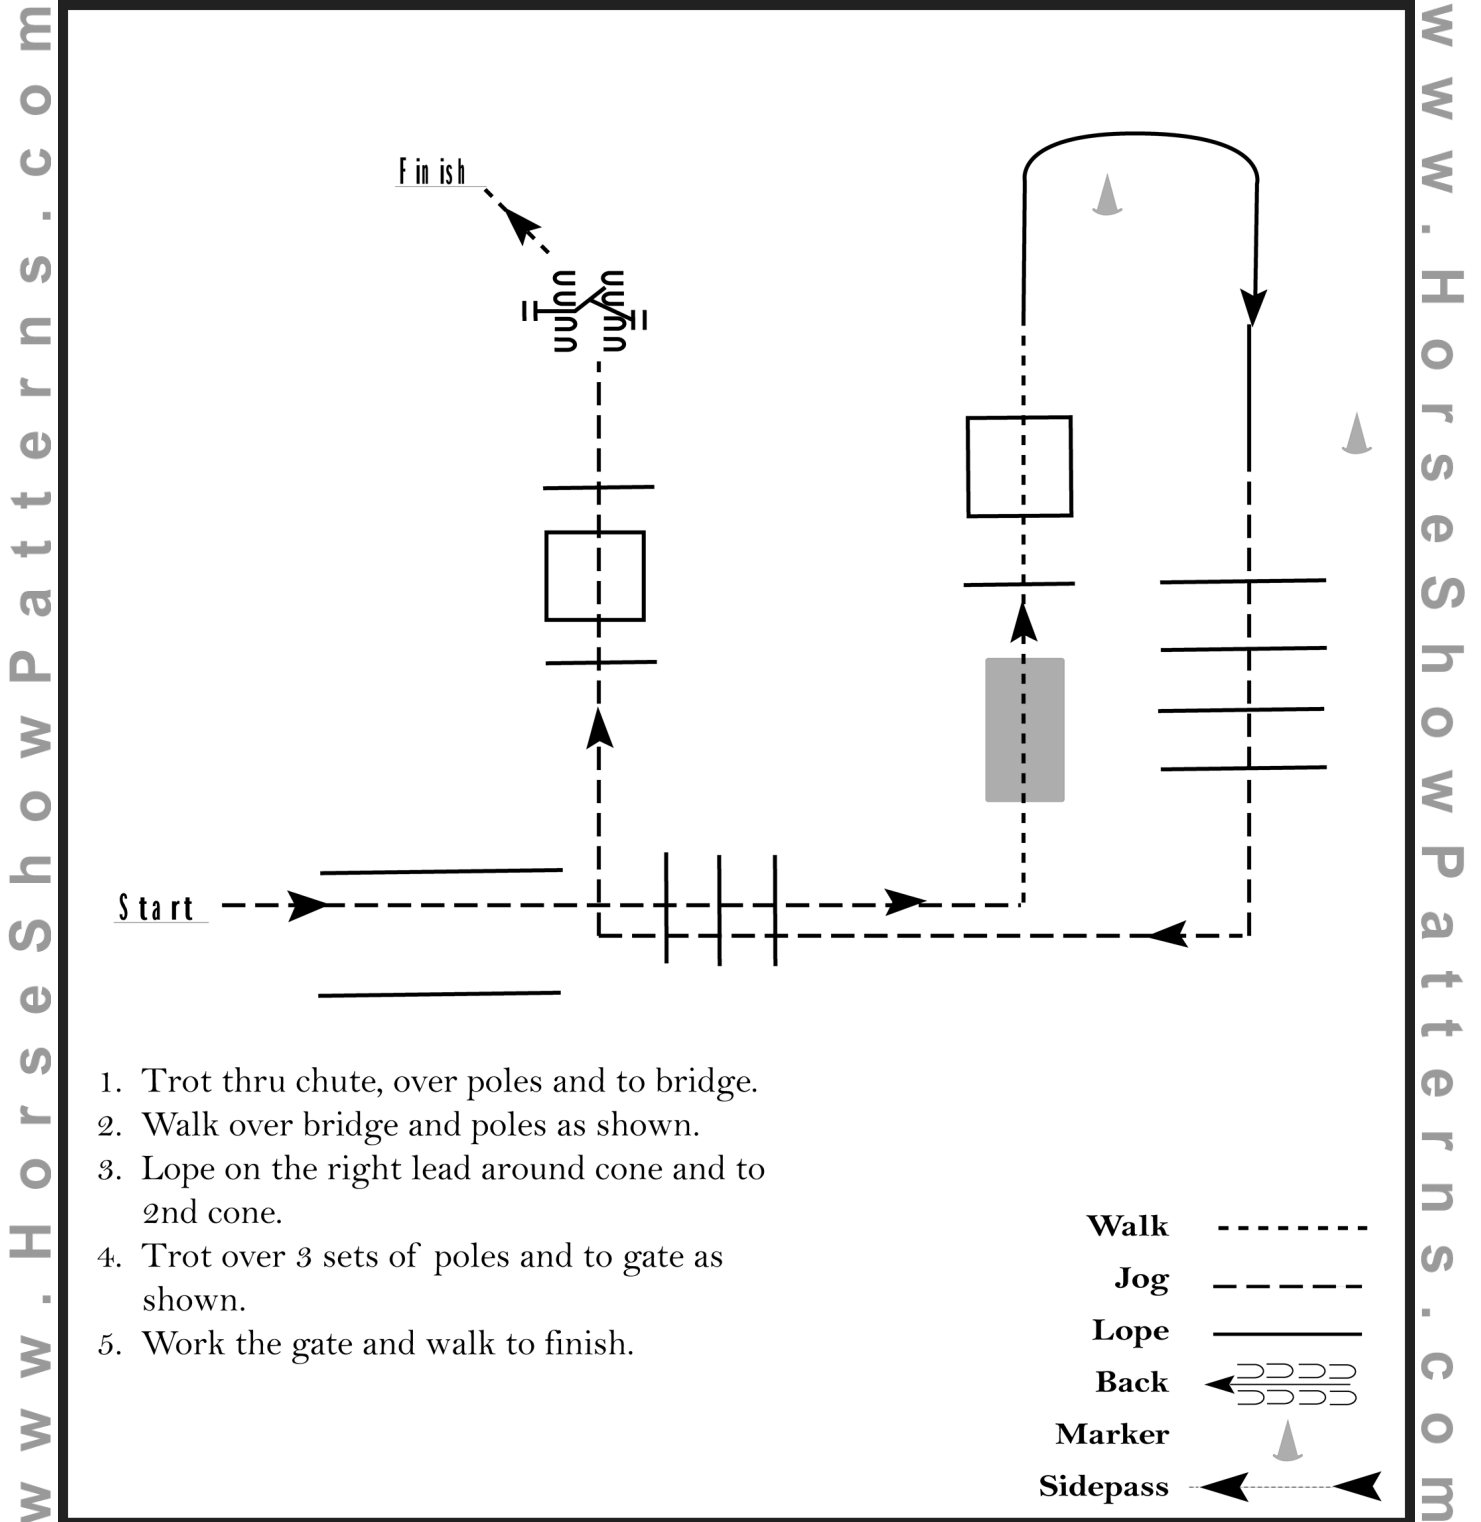 www.HorseShowPatterns.com
www.HorseShowPatterns.com
Finish
Start
1. Trot thru chute, over poles and to bridge.
2. Walk over bridge and poles as shown.
3. Lope on the right lead around cone and to
2nd cone.
4. Trot over 3 sets of poles and to gate as
shown.
5. Work the gate and walk to finish.
Walk
Jog
Lope
Back
Marker
Sidepass